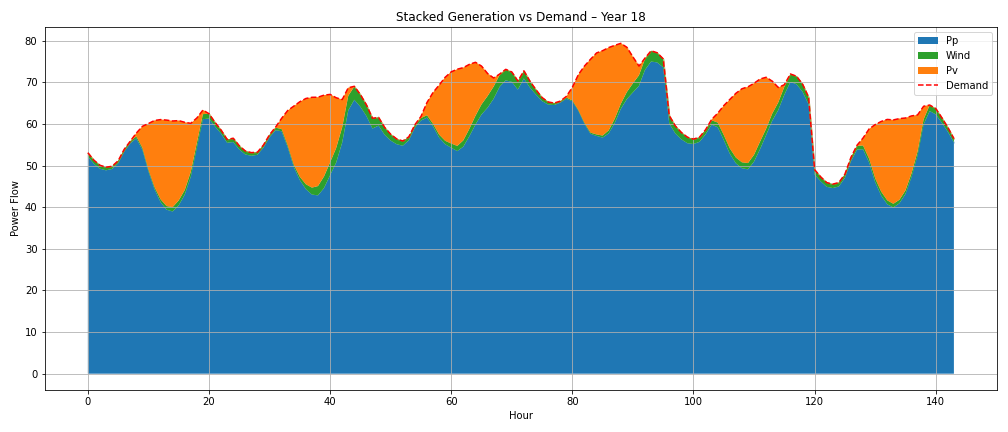 Stacked Generation vs Demand – Year 18
Pp
Wind
Pv
Demand
Power Flow
80
70
60
50
40
30
20
10
0
0 20 40 60 80 100 120 140
Hour